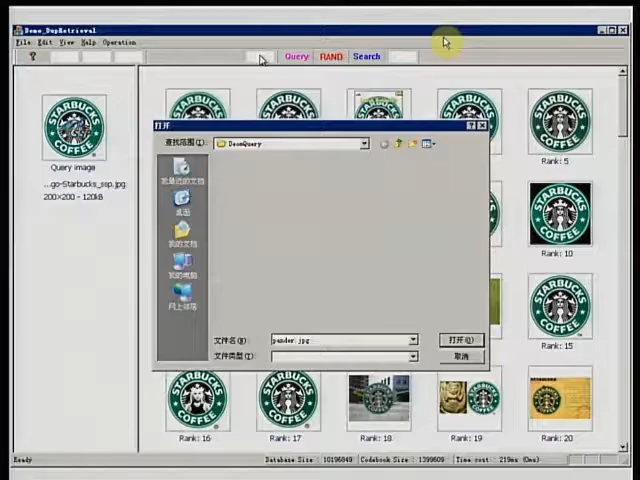 Demo_DupRetrieval
File Edit View Help Operation
? Query RAND Search
STARBUCKS COFFEE
Query image
...go-Starbucks_ssp.jpg
200×200 - 120kB
打开
查找范围(I): DeomQuery
我最近的文档
桌面
我的文档
我的电脑
网上邻居
文件名(N): pander.jpg 打开(O)
文件类型(T): 取消
Rank: 5
Rank: 10
Rank: 15
Rank: 16 Rank: 17 Rank: 18 Rank: 19 Rank: 20
Ready Database Size : 10196849 Codebook Size : 1399609 Time cost : 219ms (0ms)